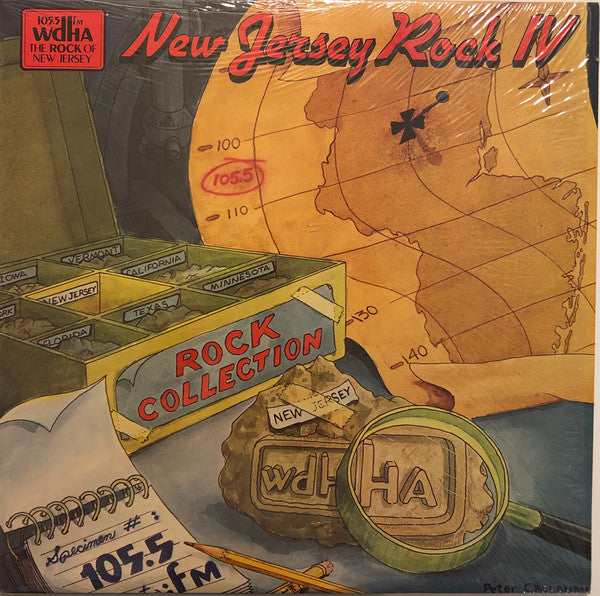 105.5 fm
wdHA
THE ROCK OF
NEW JERSEY
New Jersey Rock IV
100
105.5
110
130
140
IOWA
VERMONT
CALIFORNIA
NEW JERSEY
TEXAS
MINNESOTA
FLORIDA
ROCK
COLLECTION
NEW JERSEY
wdHA
HA
Specimen #:
105.5
FM
Peter